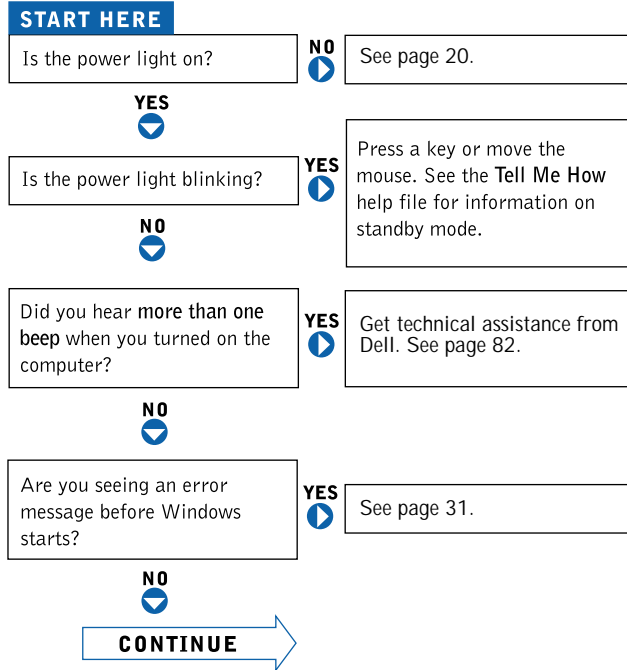 START HERE
Is the power light on?
NO
See page 20.
YES
Is the power light blinking?
YES
Press a key or move the
mouse. See the Tell Me How
help file for information on
standby mode.
NO
Did you hear more than one
beep when you turned on the
computer?
YES
Get technical assistance from
Dell. See page 82.
NO
Are you seeing an error
message before Windows
starts?
YES
See page 31.
NO
CONTINUE